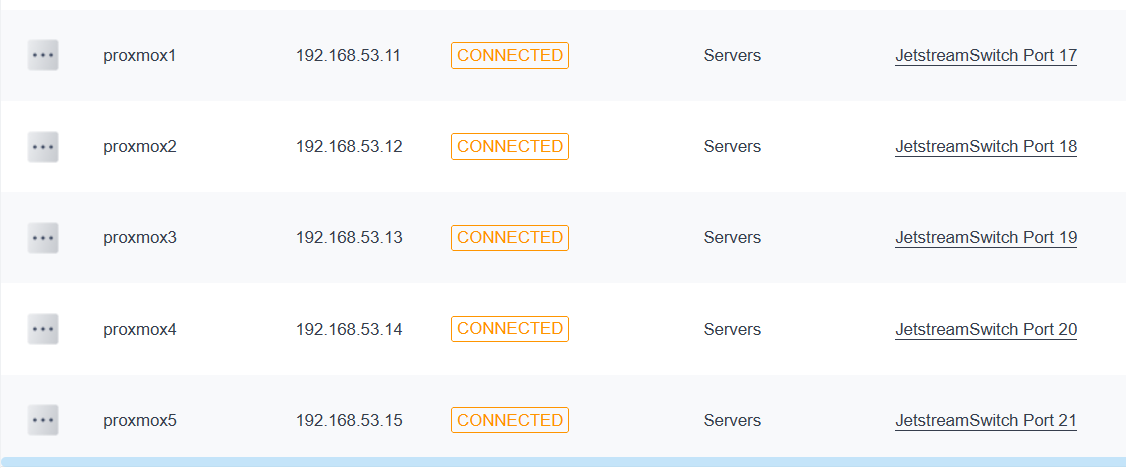 proxmox1 192.168.53.11 CONNECTED Servers JetstreamSwitch Port 17
proxmox2 192.168.53.12 CONNECTED Servers JetstreamSwitch Port 18
proxmox3 192.168.53.13 CONNECTED Servers JetstreamSwitch Port 19
proxmox4 192.168.53.14 CONNECTED Servers JetstreamSwitch Port 20
proxmox5 192.168.53.15 CONNECTED Servers JetstreamSwitch Port 21